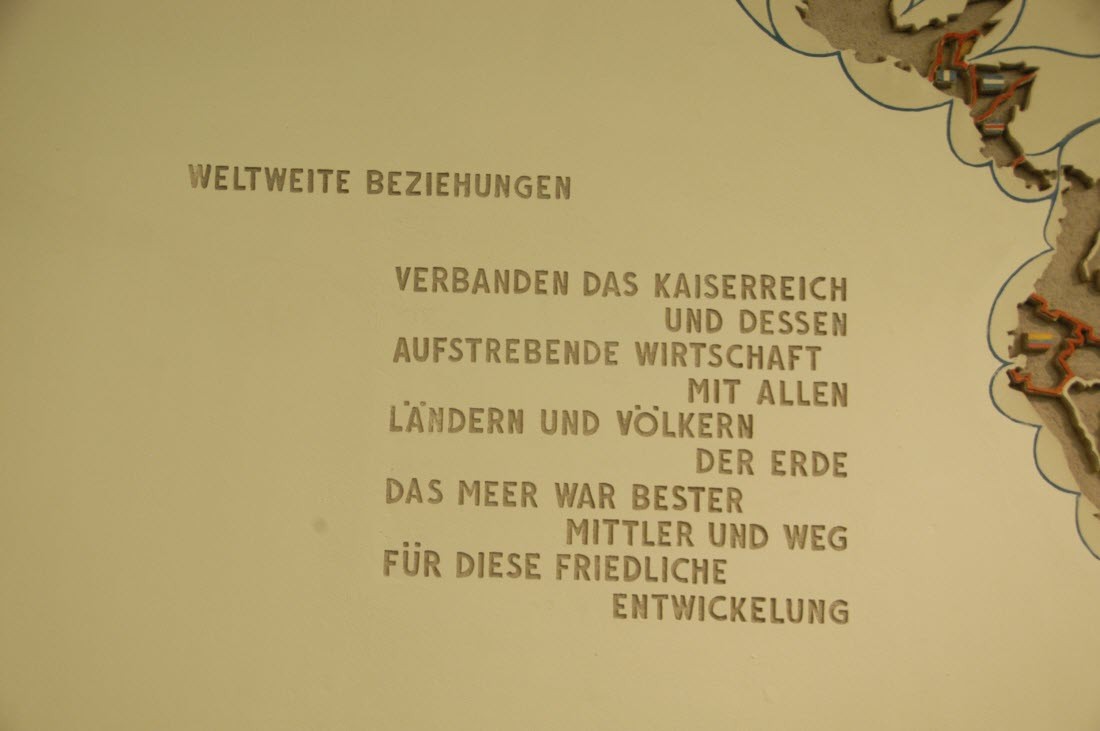 WELTWEITE BEZIEHUNGEN
VERBANDEN DAS KAISERREICH
UND DESSEN
AUFSTREBENDE WIRTSCHAFT
MIT ALLEN
LÄNDERN UND VÖLKERN
DER ERDE
DAS MEER WAR BESTER
MITTLER UND WEG
FÜR DIESE FRIEDLICHE
ENTWICKELUNG